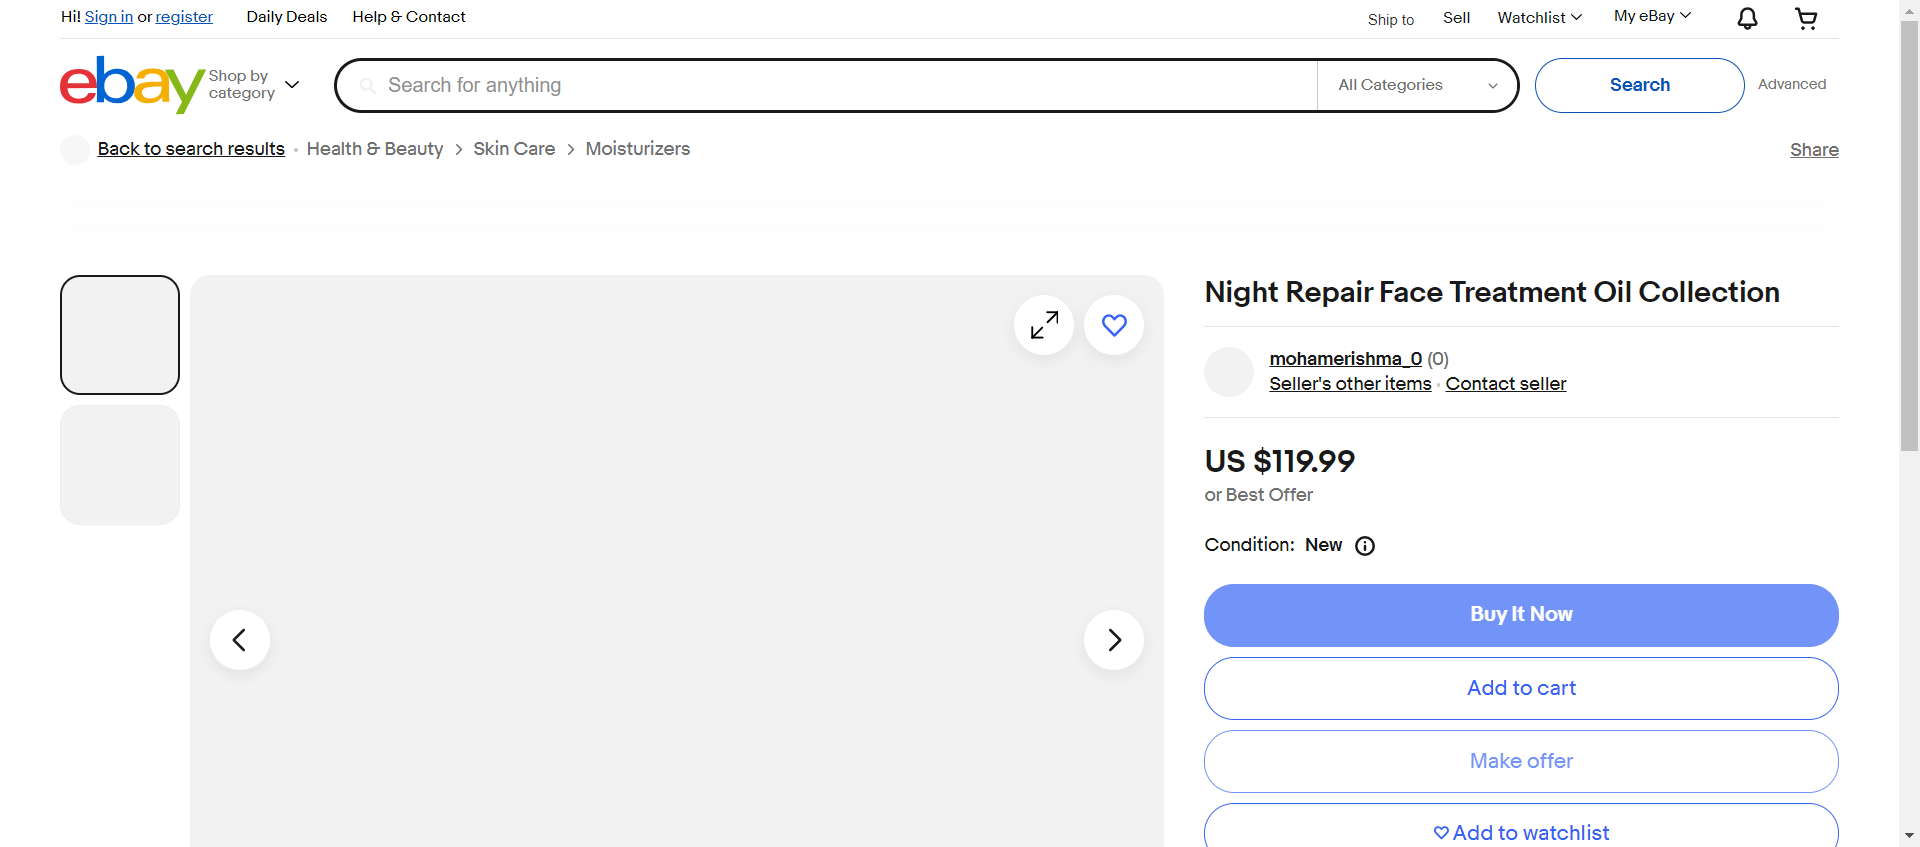 Hi! Sign in or register
Daily Deals
Help & Contact
Ship to
Sell
Watchlist
My eBay
ebay
Shop by
category
Search for anything
All Categories
Search
Advanced
Back to search results
Health & Beauty
Skin Care
Moisturizers
Share
Night Repair Face Treatment Oil Collection
mohamerishma_0 (0)
Seller's other items
Contact seller
US $119.99
or Best Offer
Condition: New
Buy It Now
Add to cart
Make offer
Add to watchlist